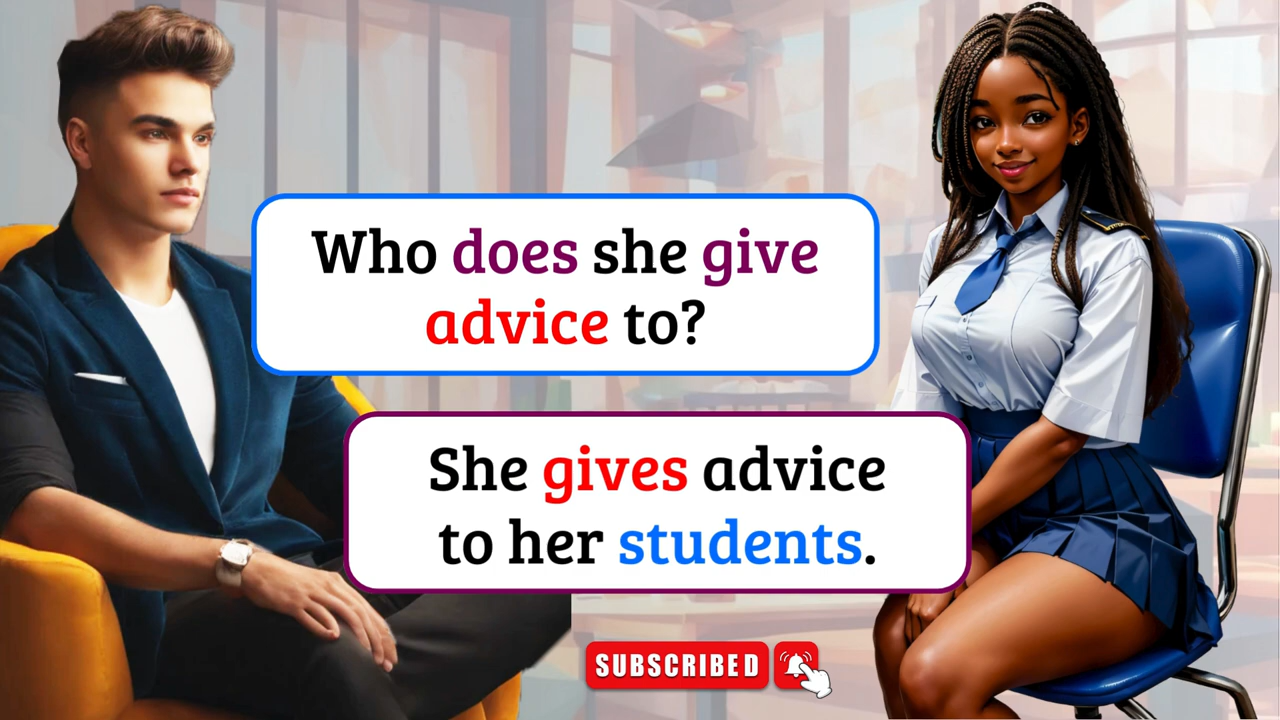 Who does she give
advice to?
She gives advice
to her students.
SUBSCRIBED